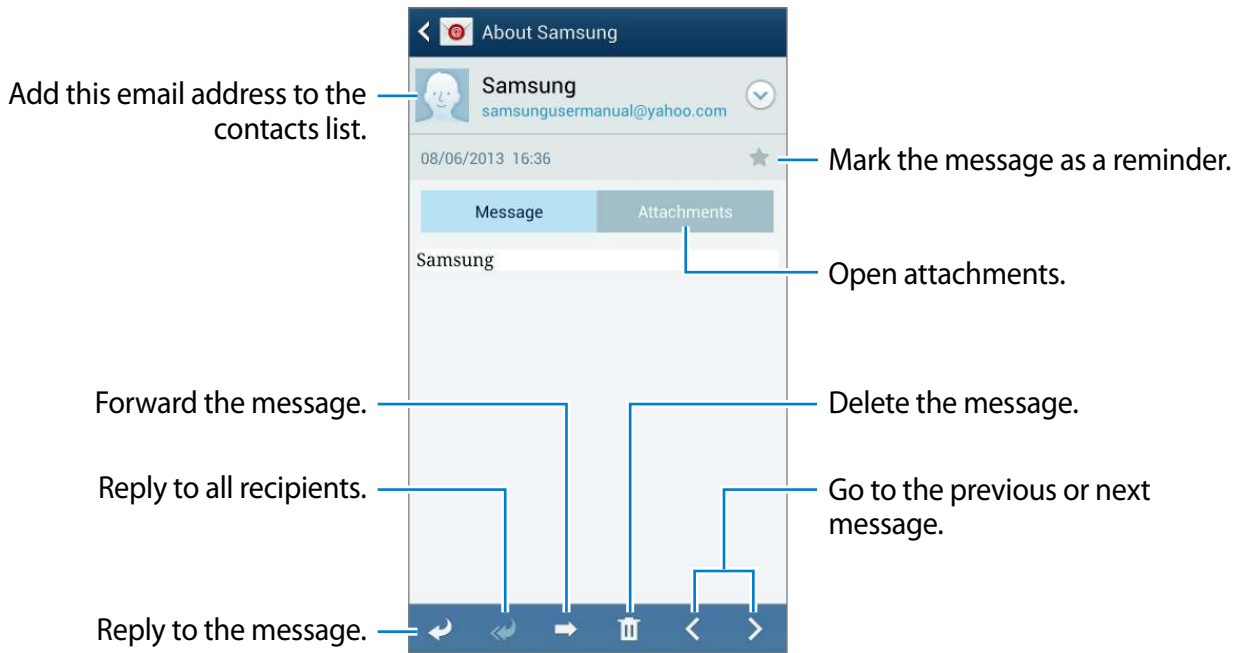 About Samsung
Add this email address to the
contacts list.
Samsung
samsungusermanual@yahoo.com
08/06/2013 16:36
Mark the message as a reminder.
Message
Attachments
Samsung
Open attachments.
Forward the message.
Delete the message.
Reply to all recipients.
Go to the previous or next
message.
Reply to the message.